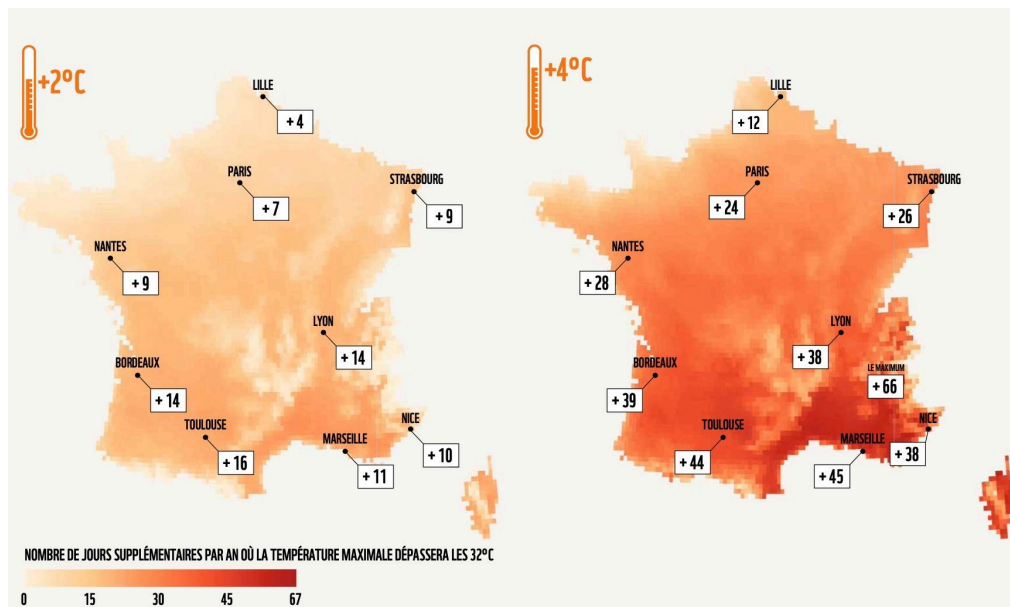 +2°C
LILLE
+ 4
PARIS
+ 7
STRASBOURG
+ 9
NANTES
+ 9
LYON
+ 14
BORDEAUX
+ 14
TOULOUSE
+ 16
MARSEILLE
+ 11
NICE
+ 10
+4°C
LILLE
+ 12
PARIS
+ 24
STRASBOURG
+ 26
NANTES
+ 28
LYON
+ 38
LE MAXIMUM
+ 66
BORDEAUX
+ 39
TOULOUSE
+ 44
MARSEILLE
+ 45
NICE
+ 38
NOMBRE DE JOURS SUPPLÉMENTAIRES PAR AN OÙ LA TEMPÉRATURE MAXIMALE DÉPASSERA LES 32°C
0 15 30 45 67